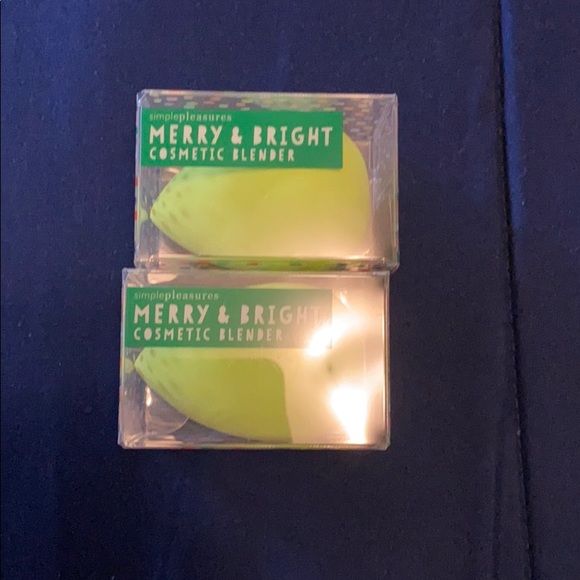 simplepleasures
MERRY & BRIGHT
COSMETIC BLENDER
simplepleasures
MERRY & BRIGHT
COSMETIC BLENDER